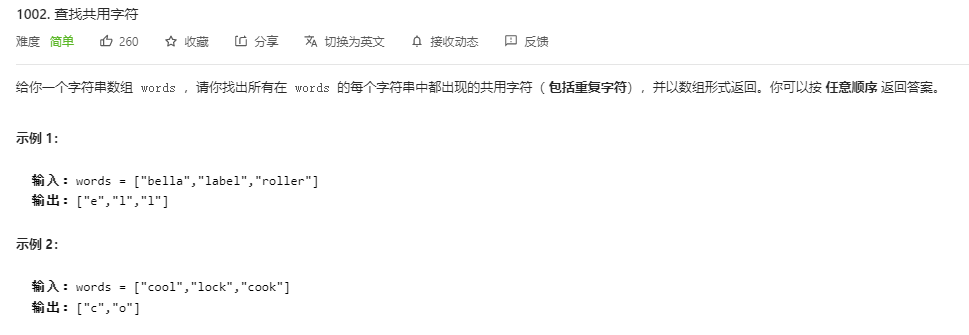 1002. 查找共用字符
难度 简单 260 收藏 分享 切换为英文 接收动态 反馈
给你一个字符串数组 words ，请你找出所有在 words 的每个字符串中都出现的共用字符（ 包括重复字符），并以数组形式返回。你可以按 任意顺序 返回答案。
示例 1：
输入：words = ["bella","label","roller"]
输出：["e","l","l"]
示例 2：
输入：words = ["cool","lock","cook"]
输出：["c","o"]